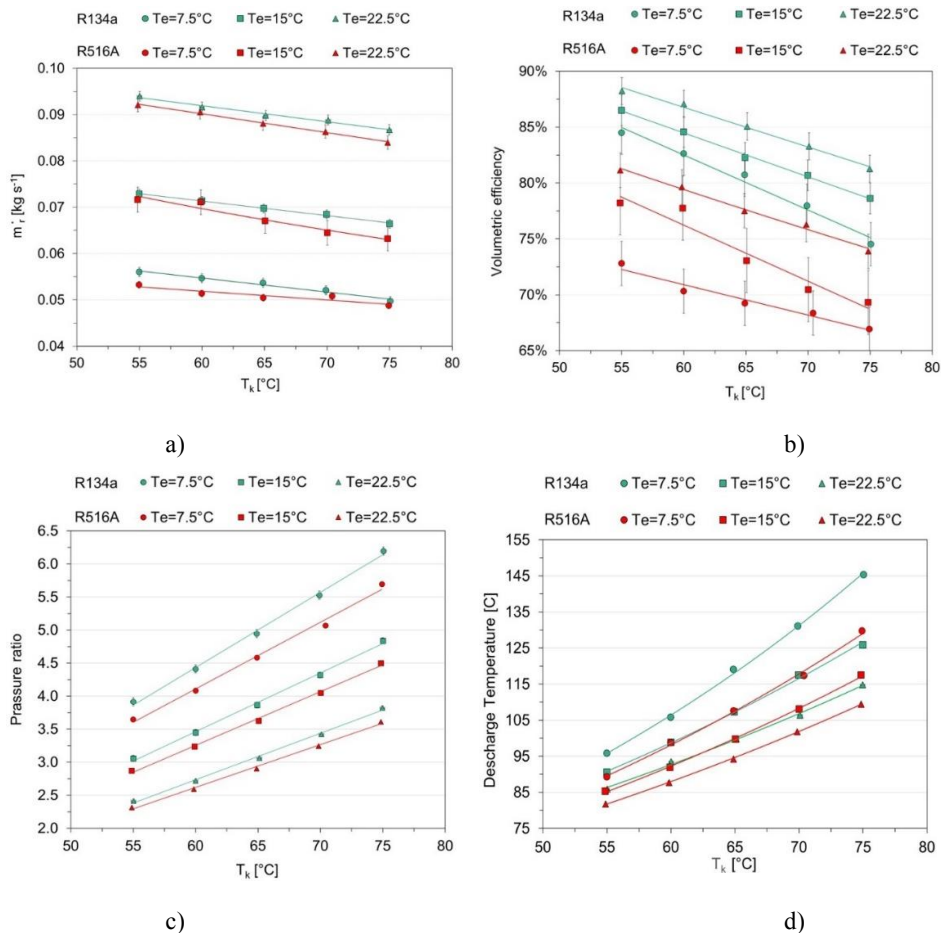 R134a Te=7.5°C Te=15°C Te=22.5°C
R516A Te=7.5°C Te=15°C Te=22.5°C
0.10
0.09
0.08
0.07
0.06
0.05
0.04
50 55 60 65 70 75 80
ṁr, [kg s⁻¹]
Tk [°C]
a)
R134a Te=7.5°C Te=15°C Te=22.5°C
R516A Te=7.5°C Te=15°C Te=22.5°C
90%
85%
80%
75%
70%
65%
50 55 60 65 70 75 80
Volumetric efficiency
Tk [°C]
b)
R134a Te=7.5°C Te=15°C Te=22.5°C
R516A Te=7.5°C Te=15°C Te=22.5°C
6.5
6.0
5.5
5.0
4.5
4.0
3.5
3.0
2.5
2.0
50 55 60 65 70 75 80
Prassure ratio
Tk [°C]
c)
R134a Te=7.5°C Te=15°C Te=22.5°C
R516A Te=7.5°C Te=15°C Te=22.5°C
155
145
135
125
115
105
95
85
75
50 55 60 65 70 75 80
Descharge Temperature [C]
Tk [°C]
d)